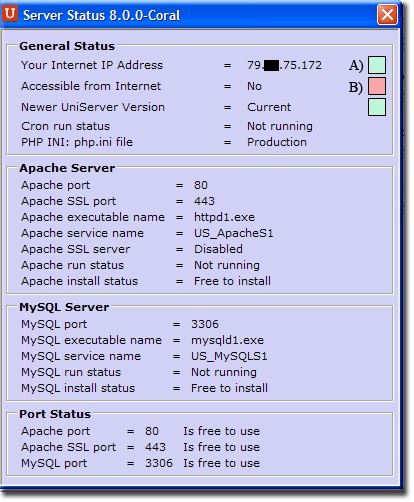 U Server Status 8.0.0-Coral
General Status
Your Internet IP Address = 79. .75.172 A)
Accessible from Internet = No B)
Newer UniServer Version = Current
Cron run status = Not running
PHP INI: php.ini file = Production
Apache Server
Apache port = 80
Apache SSL port = 443
Apache executable name = httpd1.exe
Apache service name = US_ApacheS1
Apache SSL server = Disabled
Apache run status = Not running
Apache install status = Free to install
MySQL Server
MySQL port = 3306
MySQL executable name = mysqld1.exe
MySQL service name = US_MySQLS1
MySQL run status = Not running
MySQL install status = Free to install
Port Status
Apache port = 80 Is free to use
Apache SSL port = 443 Is free to use
MySQL port = 3306 Is free to use